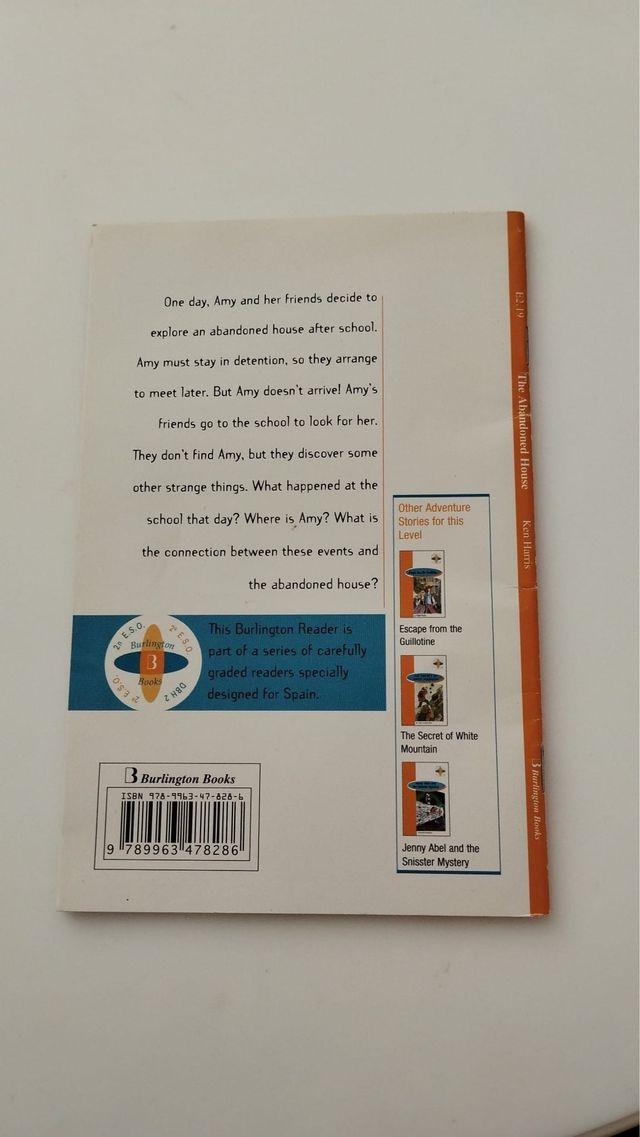 One day, Amy and her friends decide to
explore an abandoned house after school.
Amy must stay in detention, so they arrange
to meet later. But Amy doesn't arrive! Amy's
friends go to the school to look for her.
They don't find Amy, but they discover some
other strange things. What happened at the
school that day? Where is Amy? What is
the connection between these events and
the abandoned house?
2n E.S.O.
2º E.S.O.
Burlington
B
Books
2º E.S.O.
DBH 2
This Burlington Reader is
part of a series of carefully
graded readers specially
designed for Spain.
B Burlington Books
ISBN 978-9963-47-828-6
9 789963 478286
Other Adventure
Stories for this
Level
Escape from the
Guillotine
The Secret of White
Mountain
Jenny Abel and the
Snisster Mystery
The Abandoned House
Ken Harris
B Burlington Books